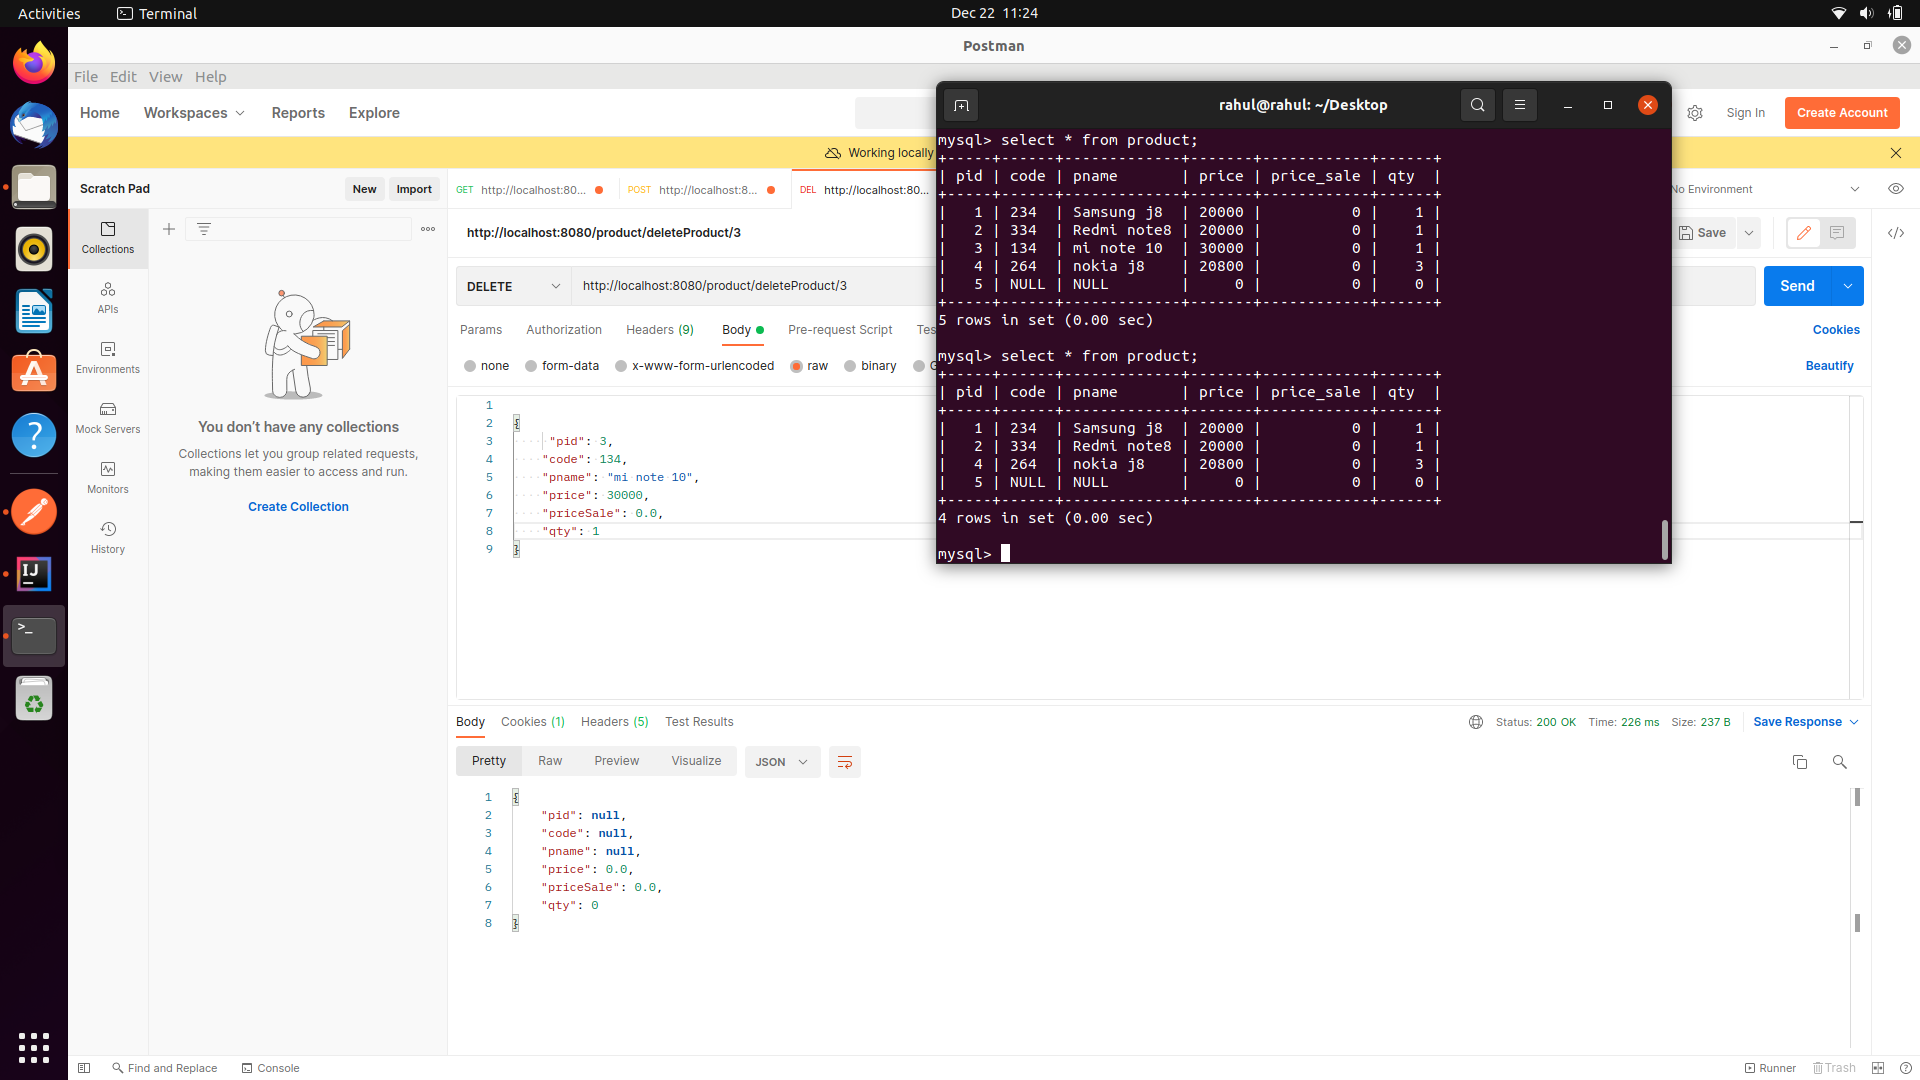 Activities
Terminal
Dec 22 11:24
Postman
File Edit View Help
Home Workspaces Reports Explore
Sign In
Create Account
Working locally
Scratch Pad
New
Import
GET http://localhost:80...
POST http://localhost:8...
DEL http://localhost:80...
No Environment
Collections
APIs
Environments
Mock Servers
Monitors
History
You don't have any collections
Collections let you group related requests,
making them easier to access and run.
Create Collection
http://localhost:8080/product/deleteProduct/3
Save
DELETE
http://localhost:8080/product/deleteProduct/3
Send
Params Authorization Headers (9) Body Pre-request Script Tes
Cookies
none form-data x-www-form-urlencoded raw binary G
Beautify
1
2 {
3 "pid": 3,
4 "code": 134,
5 "pname": "mi note 10",
6 "price": 30000,
7 "priceSale": 0.0,
8 "qty": 1
9 }
rahul@rahul: ~/Desktop
mysql> select * from product;
+-----+------+-------------+-------+------------+------+
| pid | code | pname       | price | price_sale | qty  |
+-----+------+-------------+-------+------------+------+
|   1 | 234  | Samsung j8  | 20000 |          0 |    1 |
|   2 | 334  | Redmi note8 | 20000 |          0 |    1 |
|   3 | 134  | mi note 10  | 30000 |          0 |    1 |
|   4 | 264  | nokia j8    | 20800 |          0 |    3 |
|   5 | NULL | NULL        |     0 |          0 |    0 |
+-----+------+-------------+-------+------------+------+
5 rows in set (0.00 sec)
mysql> select * from product;
+-----+------+-------------+-------+------------+------+
| pid | code | pname       | price | price_sale | qty  |
+-----+------+-------------+-------+------------+------+
|   1 | 234  | Samsung j8  | 20000 |          0 |    1 |
|   2 | 334  | Redmi note8 | 20000 |          0 |    1 |
|   4 | 264  | nokia j8    | 20800 |          0 |    3 |
|   5 | NULL | NULL        |     0 |          0 |    0 |
+-----+------+-------------+-------+------------+------+
4 rows in set (0.00 sec)
mysql>
Body Cookies (1) Headers (5) Test Results
Status: 200 OK Time: 226 ms Size: 237 B
Save Response
Pretty Raw Preview Visualize
JSON
1 {
2 "pid": null,
3 "code": null,
4 "pname": null,
5 "price": 0.0,
6 "priceSale": 0.0,
7 "qty": 0
8 }
Find and Replace
Console
Runner
Trash